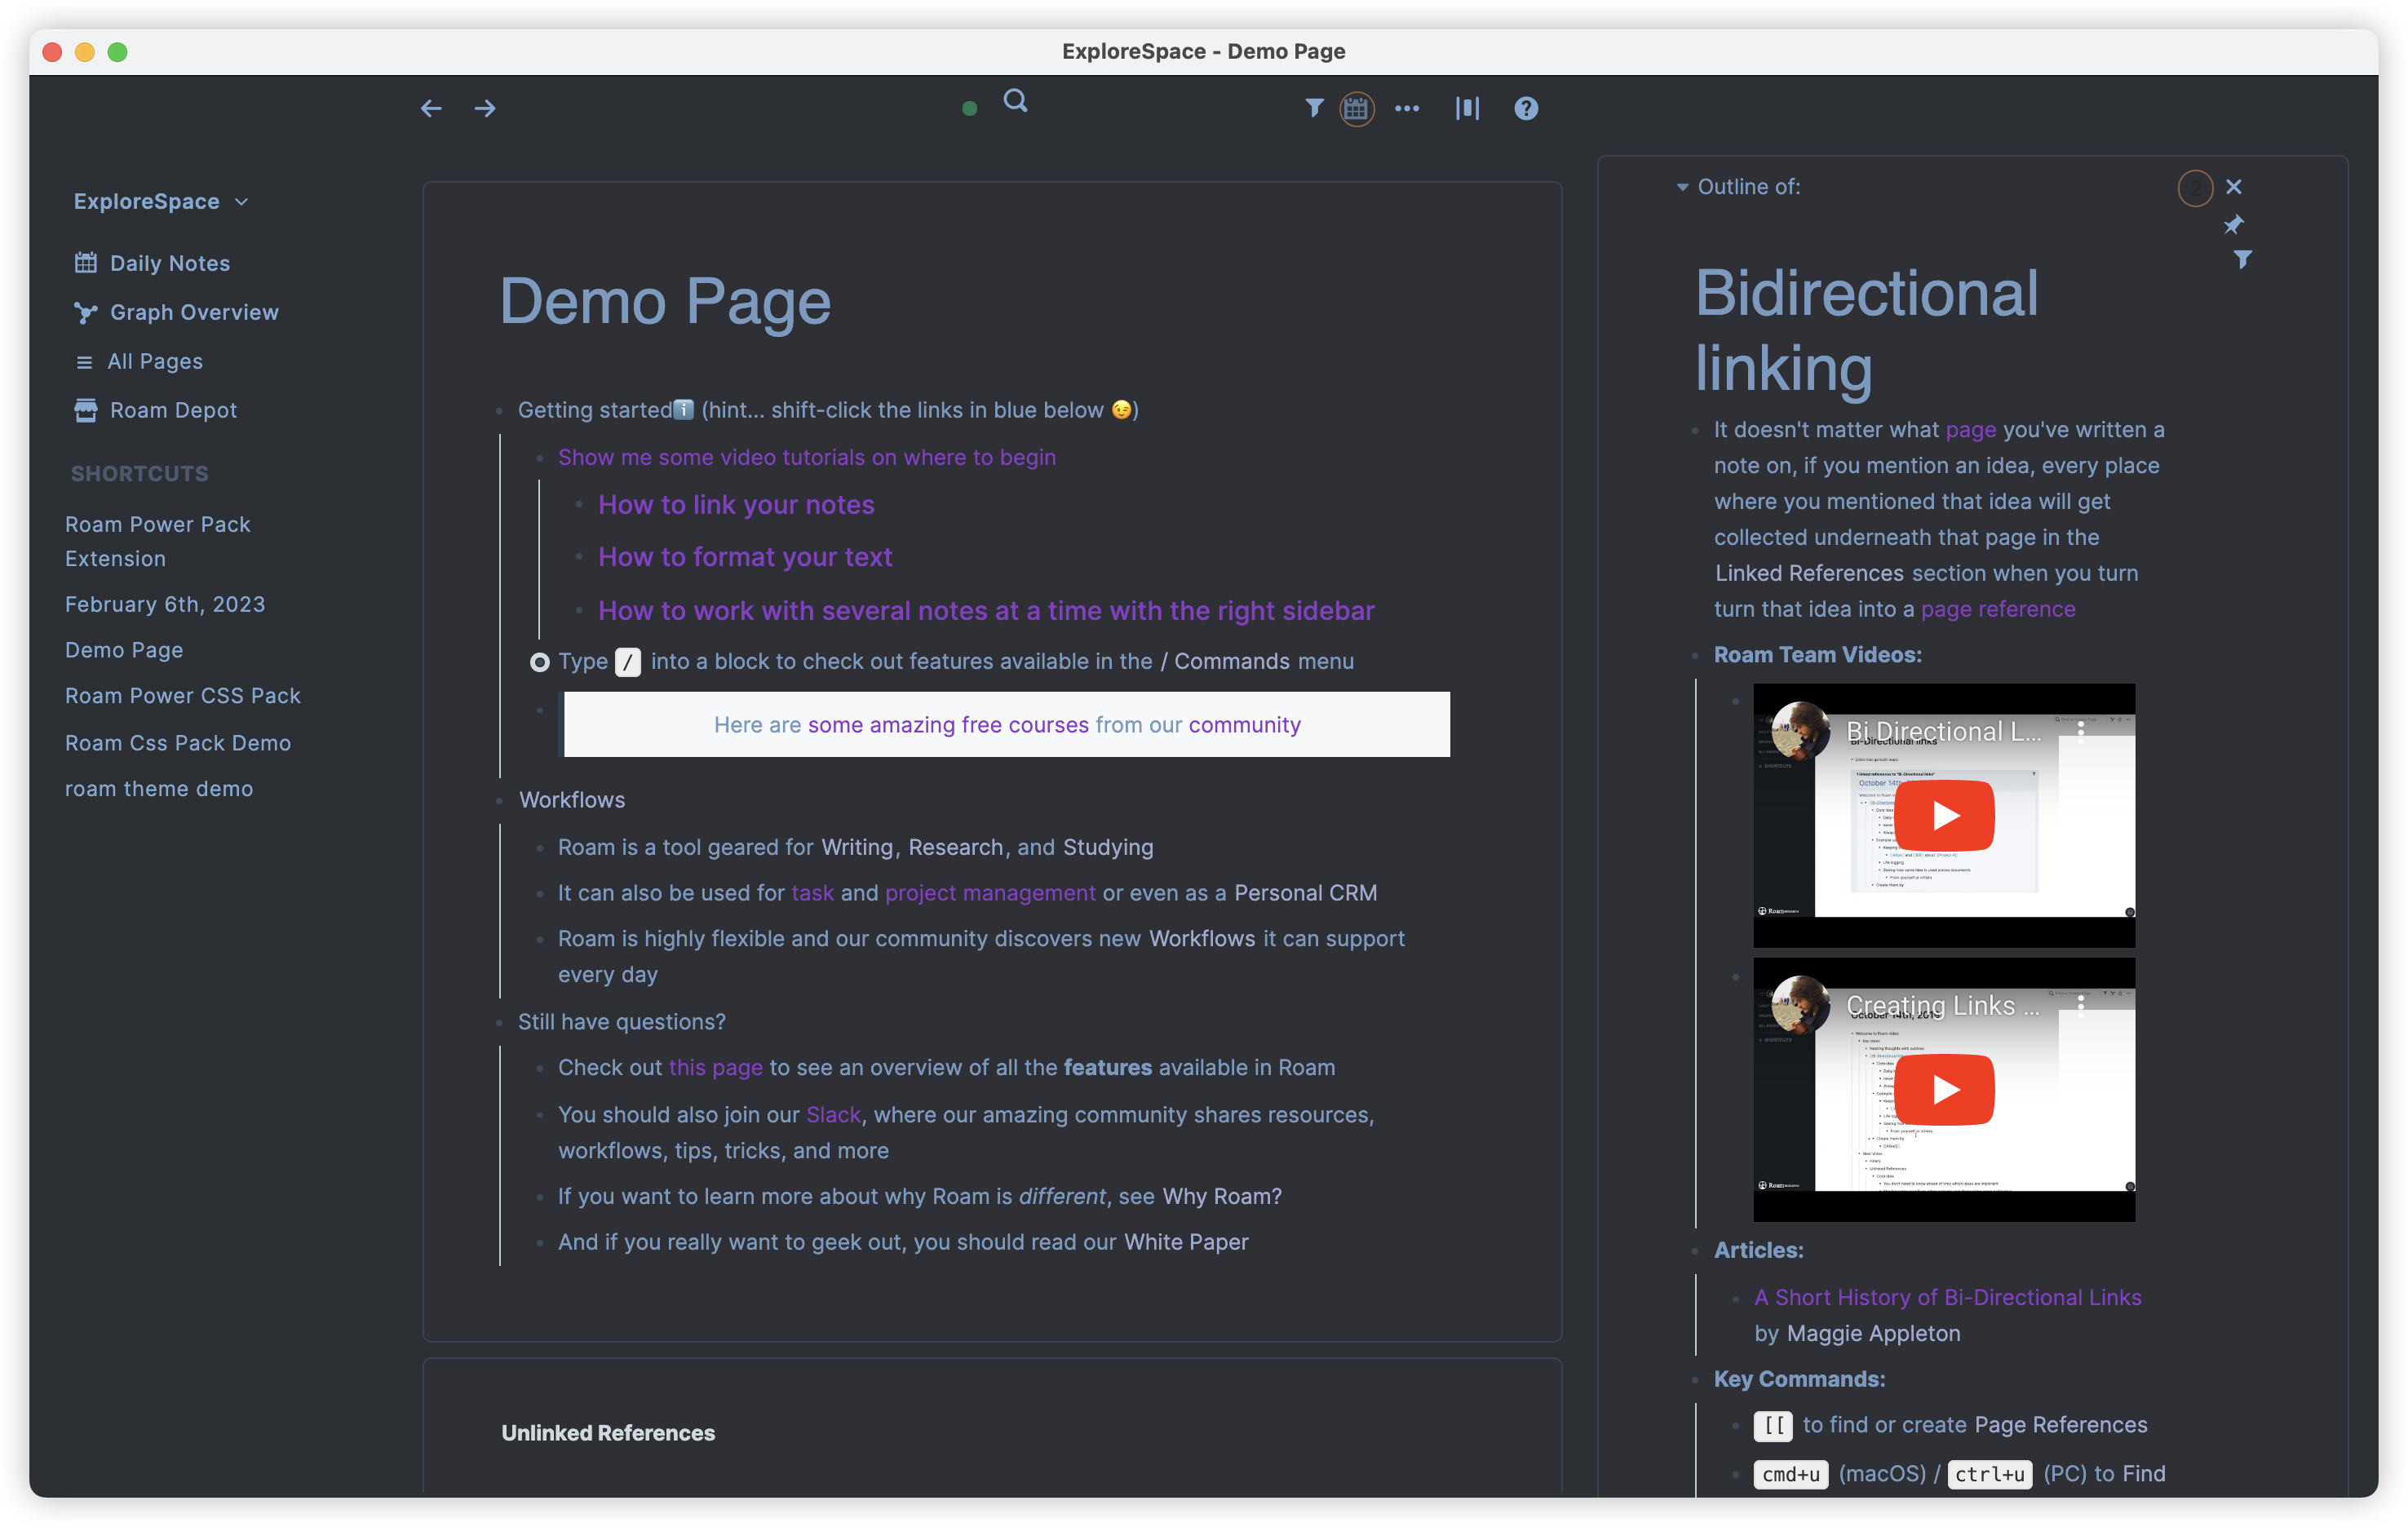 ExploreSpace - Demo Page
ExploreSpace
Daily Notes
Graph Overview
All Pages
Roam Depot
SHORTCUTS
Roam Power Pack
Extension
February 6th, 2023
Demo Page
Roam Power CSS Pack
Roam Css Pack Demo
roam theme demo
Demo Page
Getting startedℹ️ (hint... shift-click the links in blue below 😉)
Show me some video tutorials on where to begin
How to link your notes
How to format your text
How to work with several notes at a time with the right sidebar
Type / into a block to check out features available in the / Commands menu
Here are some amazing free courses from our community
Workflows
Roam is a tool geared for Writing, Research, and Studying
It can also be used for task and project management or even as a Personal CRM
Roam is highly flexible and our community discovers new Workflows it can support
every day
Still have questions?
Check out this page to see an overview of all the features available in Roam
You should also join our Slack, where our amazing community shares resources,
workflows, tips, tricks, and more
If you want to learn more about why Roam is different, see Why Roam?
And if you really want to geek out, you should read our White Paper
Unlinked References
Outline of:
2
Bidirectional
linking
It doesn't matter what page you've written a
note on, if you mention an idea, every place
where you mentioned that idea will get
collected underneath that page in the
Linked References section when you turn
turn that idea into a page reference
Roam Team Videos:
Bi Directional L...
Creating Links ...
Articles:
A Short History of Bi-Directional Links
by Maggie Appleton
Key Commands:
[[ to find or create Page References
cmd+u (macOS) / ctrl+u (PC) to Find